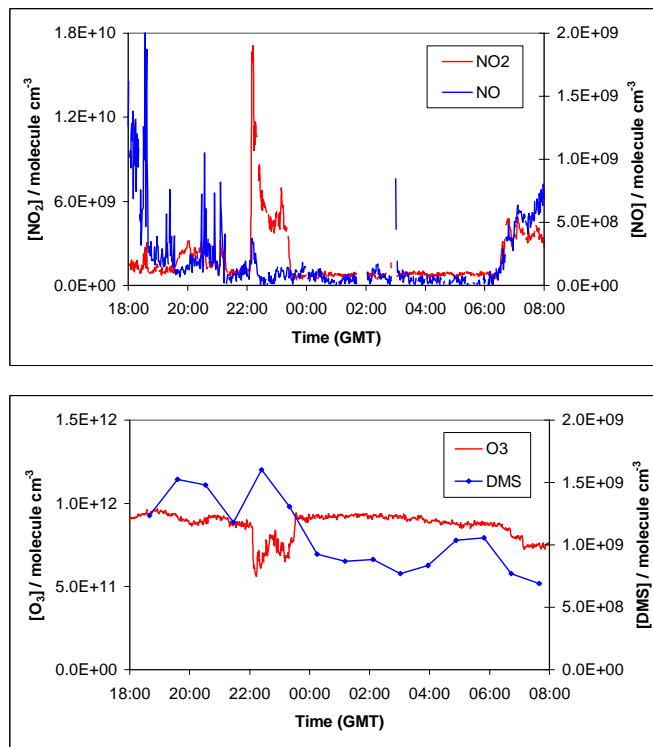 1.8E+10
1.2E+10
6.0E+09
0.0E+00
[NO₂] / molecule cm⁻³
NO2
NO
2.0E+09
1.5E+09
1.0E+09
5.0E+08
0.0E+00
[NO] / molecule cm⁻³
18:00 20:00 22:00 00:00 02:00 04:00 06:00 08:00
Time (GMT)
1.5E+12
1.0E+12
5.0E+11
0.0E+00
[O₃] / molecule cm⁻³
O3
DMS
2.0E+09
1.5E+09
1.0E+09
5.0E+08
0.0E+00
[DMS] / molecule cm⁻³
18:00 20:00 22:00 00:00 02:00 04:00 06:00 08:00
Time (GMT)